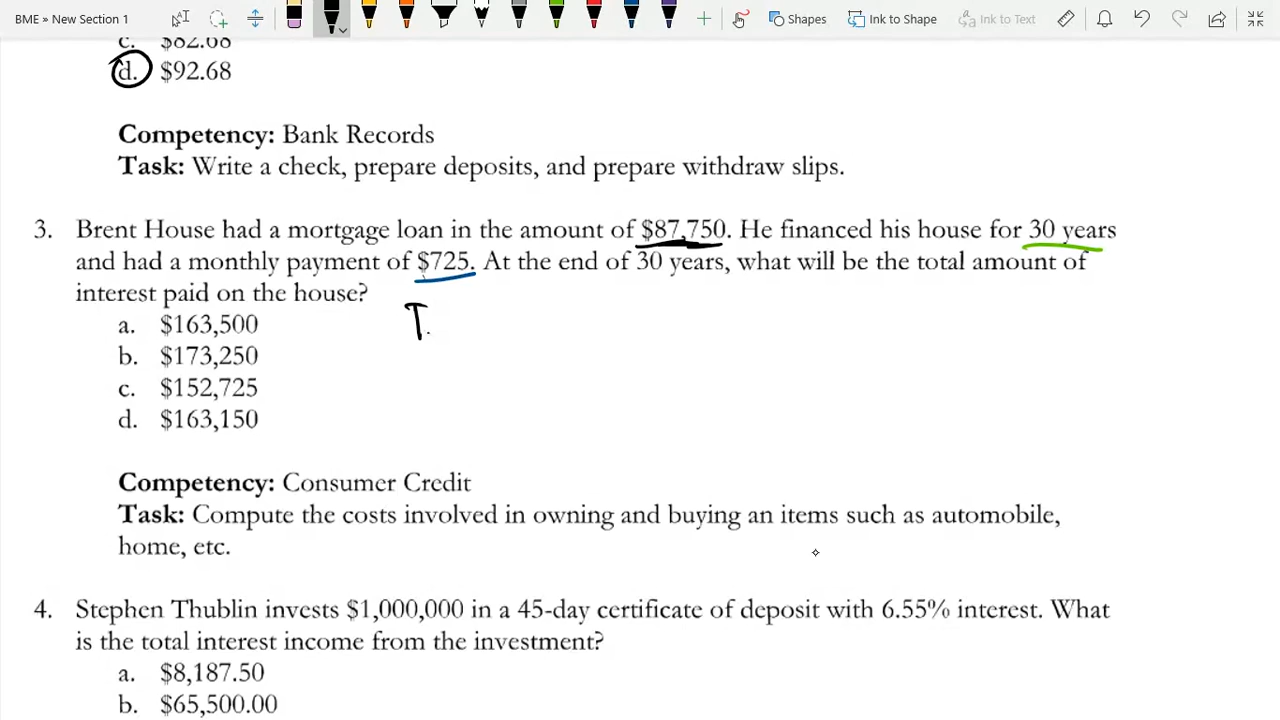 BME » New Section 1
Shapes
Ink to Shape
Ink to Text
c. $82.68
d. $92.68
Competency: Bank Records
Task: Write a check, prepare deposits, and prepare withdraw slips.
3. Brent House had a mortgage loan in the amount of $87,750. He financed his house for 30 years
and had a monthly payment of $725. At the end of 30 years, what will be the total amount of
interest paid on the house?
T.
a. $163,500
b. $173,250
c. $152,725
d. $163,150
Competency: Consumer Credit
Task: Compute the costs involved in owning and buying an items such as automobile,
home, etc.
4. Stephen Thublin invests $1,000,000 in a 45-day certificate of deposit with 6.55% interest. What
is the total interest income from the investment?
a. $8,187.50
b. $65,500.00